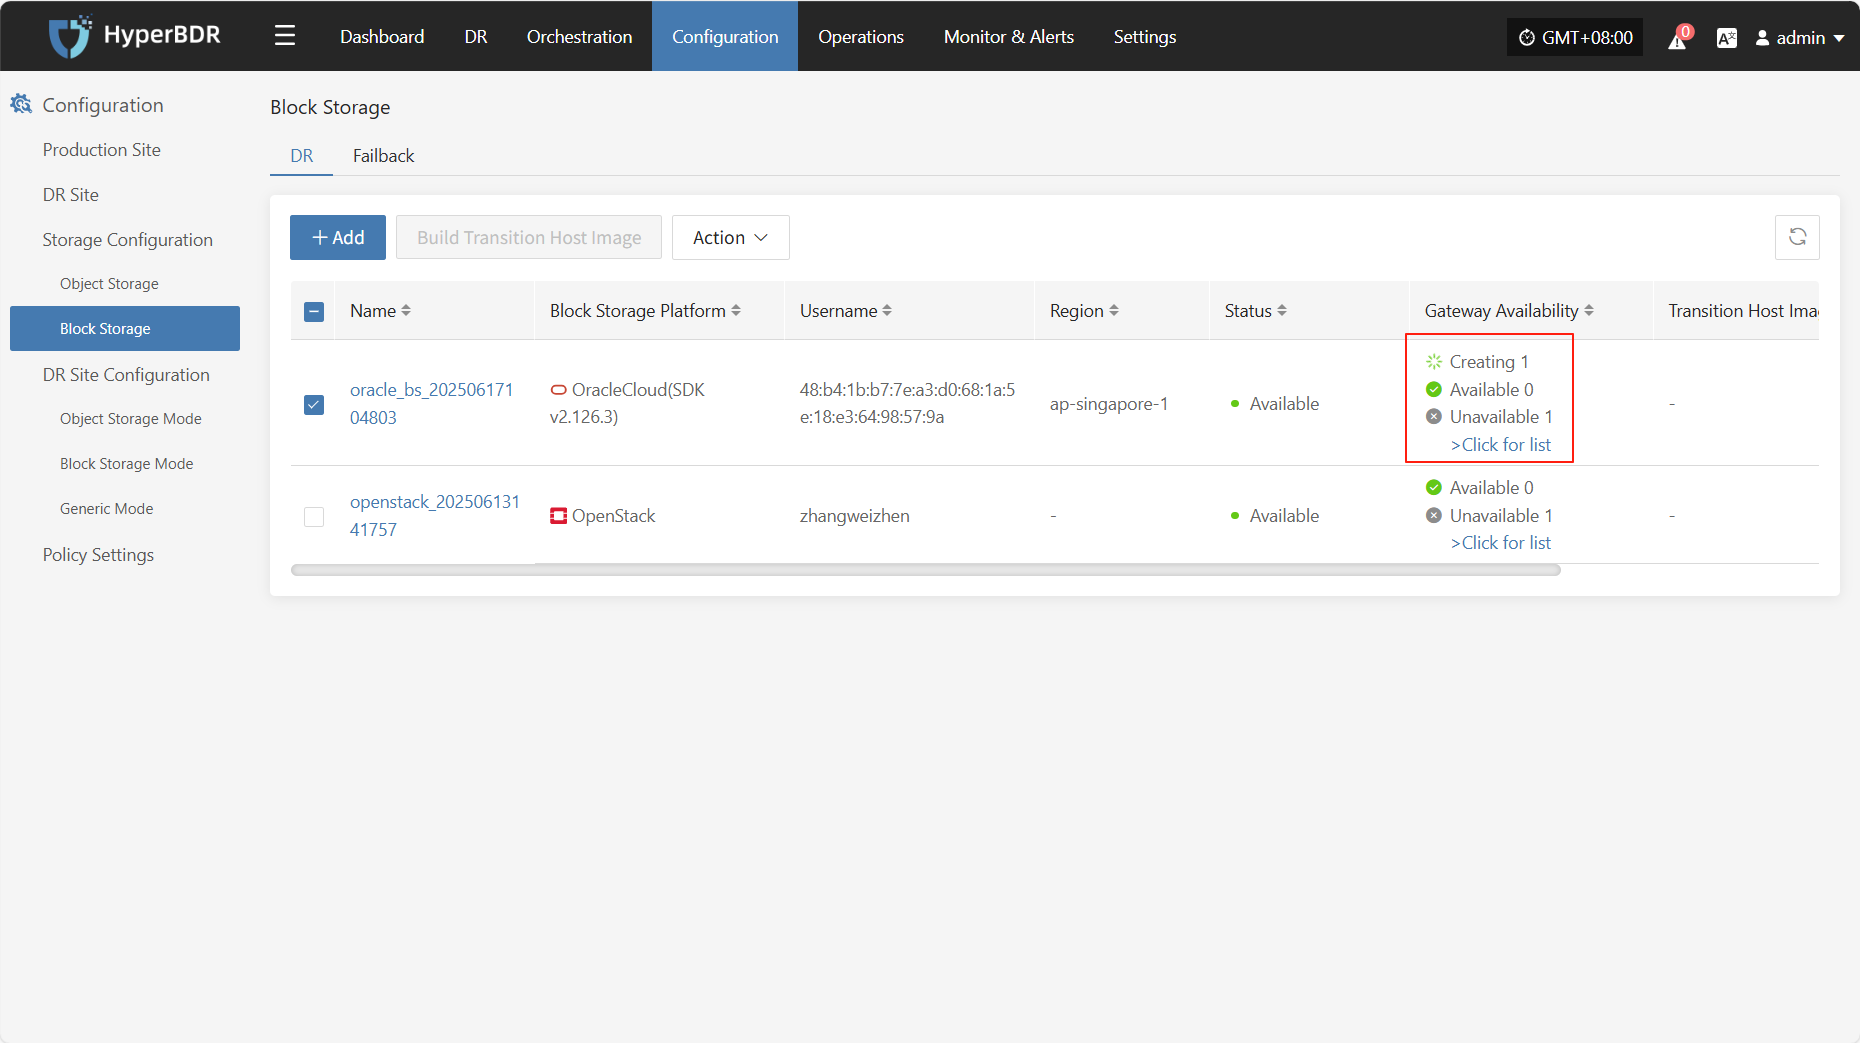 HyperBDR
Dashboard
DR
Orchestration
Configuration
Operations
Monitor & Alerts
Settings
GMT+08:00
0
admin
Configuration
Production Site
DR Site
Storage Configuration
Object Storage
Block Storage
DR Site Configuration
Object Storage Mode
Block Storage Mode
Generic Mode
Policy Settings
Block Storage
DR
Failback
+ Add
Build Transition Host Image
Action
Name
Block Storage Platform
Username
Region
Status
Gateway Availability
Transition Host Ima
oracle_bs_202506171
04803
OracleCloud(SDK
v2.126.3)
48:b4:1b:b7:7e:a3:d0:68:1a:5
e:18:e3:64:98:57:9a
ap-singapore-1
Available
Creating 1
Available 0
Unavailable 1
>Click for list
-
openstack_202506131
41757
OpenStack
zhangweizhen
-
Available
Available 0
Unavailable 1
>Click for list
-